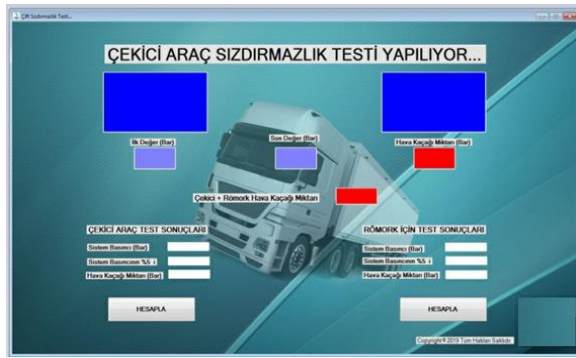 Çift Sızdırmazlık Testi...
ÇEKİCİ ARAÇ SIZDIRMAZLIK TESTİ YAPILIYOR...
İlk Değer (Bar)
Son Değer (Bar)
Hava Kaçağı Miktarı (Bar)
Çekici + Römork Hava Kaçağı Miktarı
ÇEKİCİ ARAÇ TEST SONUÇLARI
Sistem Basıncı (Bar)
Sistem Basıncının %5 i
Hava Kaçağı Miktarı (Bar)
HESAPLA
RÖMORK İÇİN TEST SONUÇLARI
Sistem Basıncı (Bar)
Sistem Basıncının %5 i
Hava Kaçağı Miktarı (Bar)
HESAPLA
Copyright© 2019 Tüm Hakları Saklıdır.